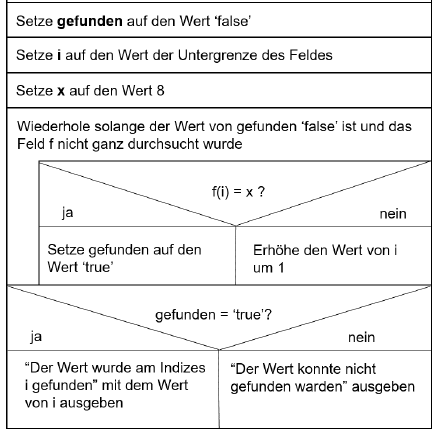 Setze gefunden auf den Wert ‘false’
Setze i auf den Wert der Untergrenze des Feldes
Setze x auf den Wert 8
Wiederhole solange der Wert von gefunden ‘false’ ist und das
Feld f nicht ganz durchsucht wurde
f(i) = x ?
ja
nein
Setze gefunden auf den
Wert ‘true’
Erhöhe den Wert von i
um 1
gefunden = ‘true’?
ja
nein
“Der Wert wurde am Indizes
i gefunden” mit dem Wert
von i ausgeben
“Der Wert konnte nicht
gefunden warden” ausgeben